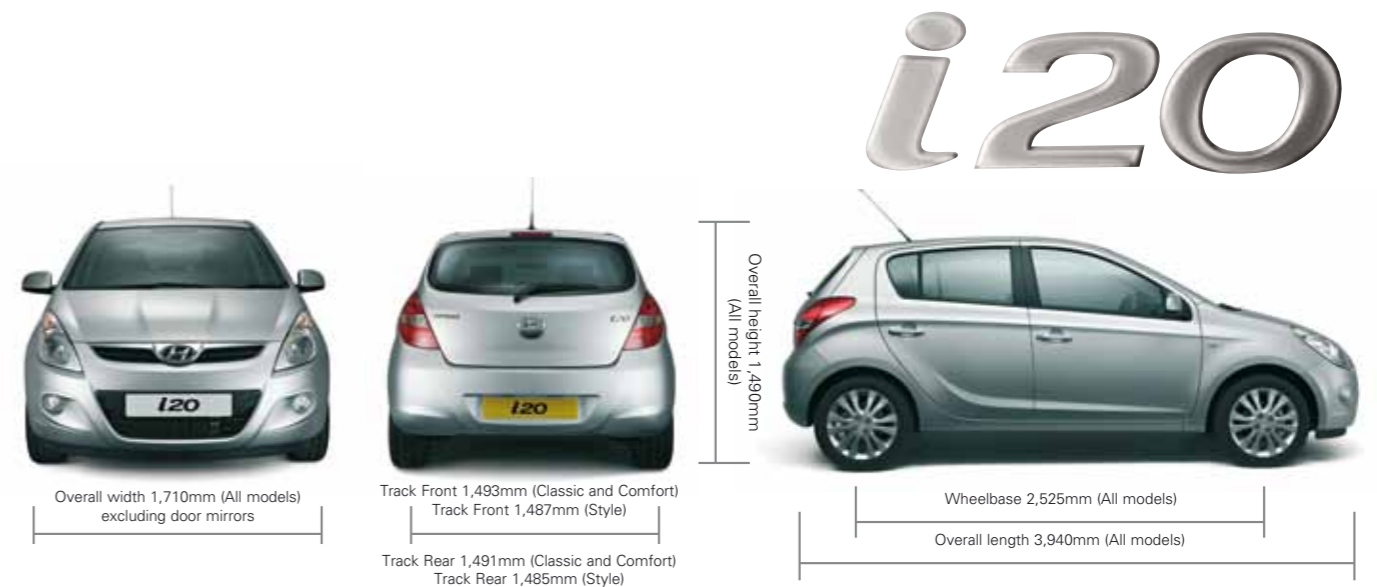 i20
i20
i20
i20
Overall height 1,490mm
(All models)
Overall width 1,710mm (All models)
excluding door mirrors
Track Front 1,493mm (Classic and Comfort)
Track Front 1,487mm (Style)
Track Rear 1,491mm (Classic and Comfort)
Track Rear 1,485mm (Style)
Wheelbase 2,525mm (All models)
Overall length 3,940mm (All models)